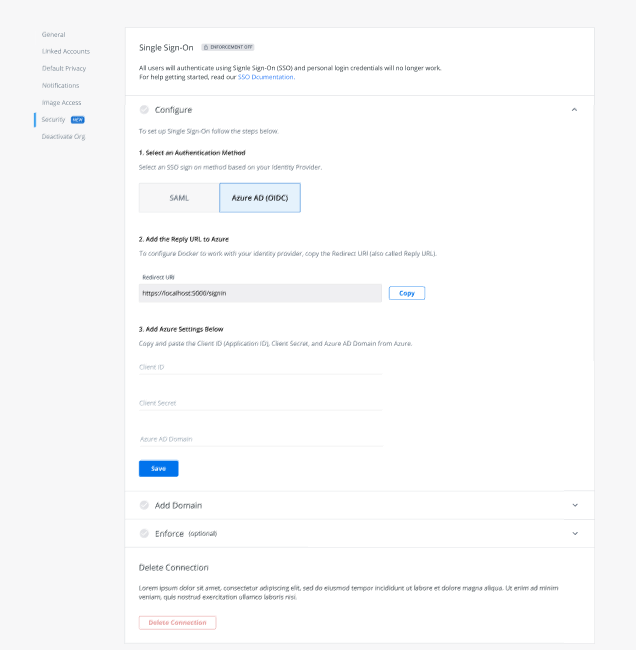 General
Linked Accounts
Default Privacy
Notifications
Image Access
Security NEW
Deactivate Org
Single Sign-On ENFORCEMENT OFF
All users will authenticate using Signle Sign-On (SSO) and personal login credentials will no longer work.
For help getting started, read our SSO Dcumentation.
Configure
To set up Single Sign-On follow the steps below.
1. Select an Authentication Method
Select an SSO sign on method based on your Identity Provider.
SAML
Azure AD (OIDC)
2. Add the Reply URL to Azure
To configure Docker to work with your identity provider, copy the Redirect URI (also called Reply URL).
Redirect URI
https://localhost:5000/signin
Copy
3. Add Azure Settings Below
Copy and paste the Client ID (Application ID), Client Secret, and Azure AD Domain from Azure.
Client ID
Client Secret
Azure AD Domain
Save
Add Domain
Enforce (optional)
Delete Connection
Lorem ipsum dolor sit amet, consectetur adipiscing elit, sed do eiusmod tempor incididunt ut labore et dolore magna aliqua. Ut enim ad minim
veniam, quis nostrud exercitation ullamco laboris nisi.
Delete Connection